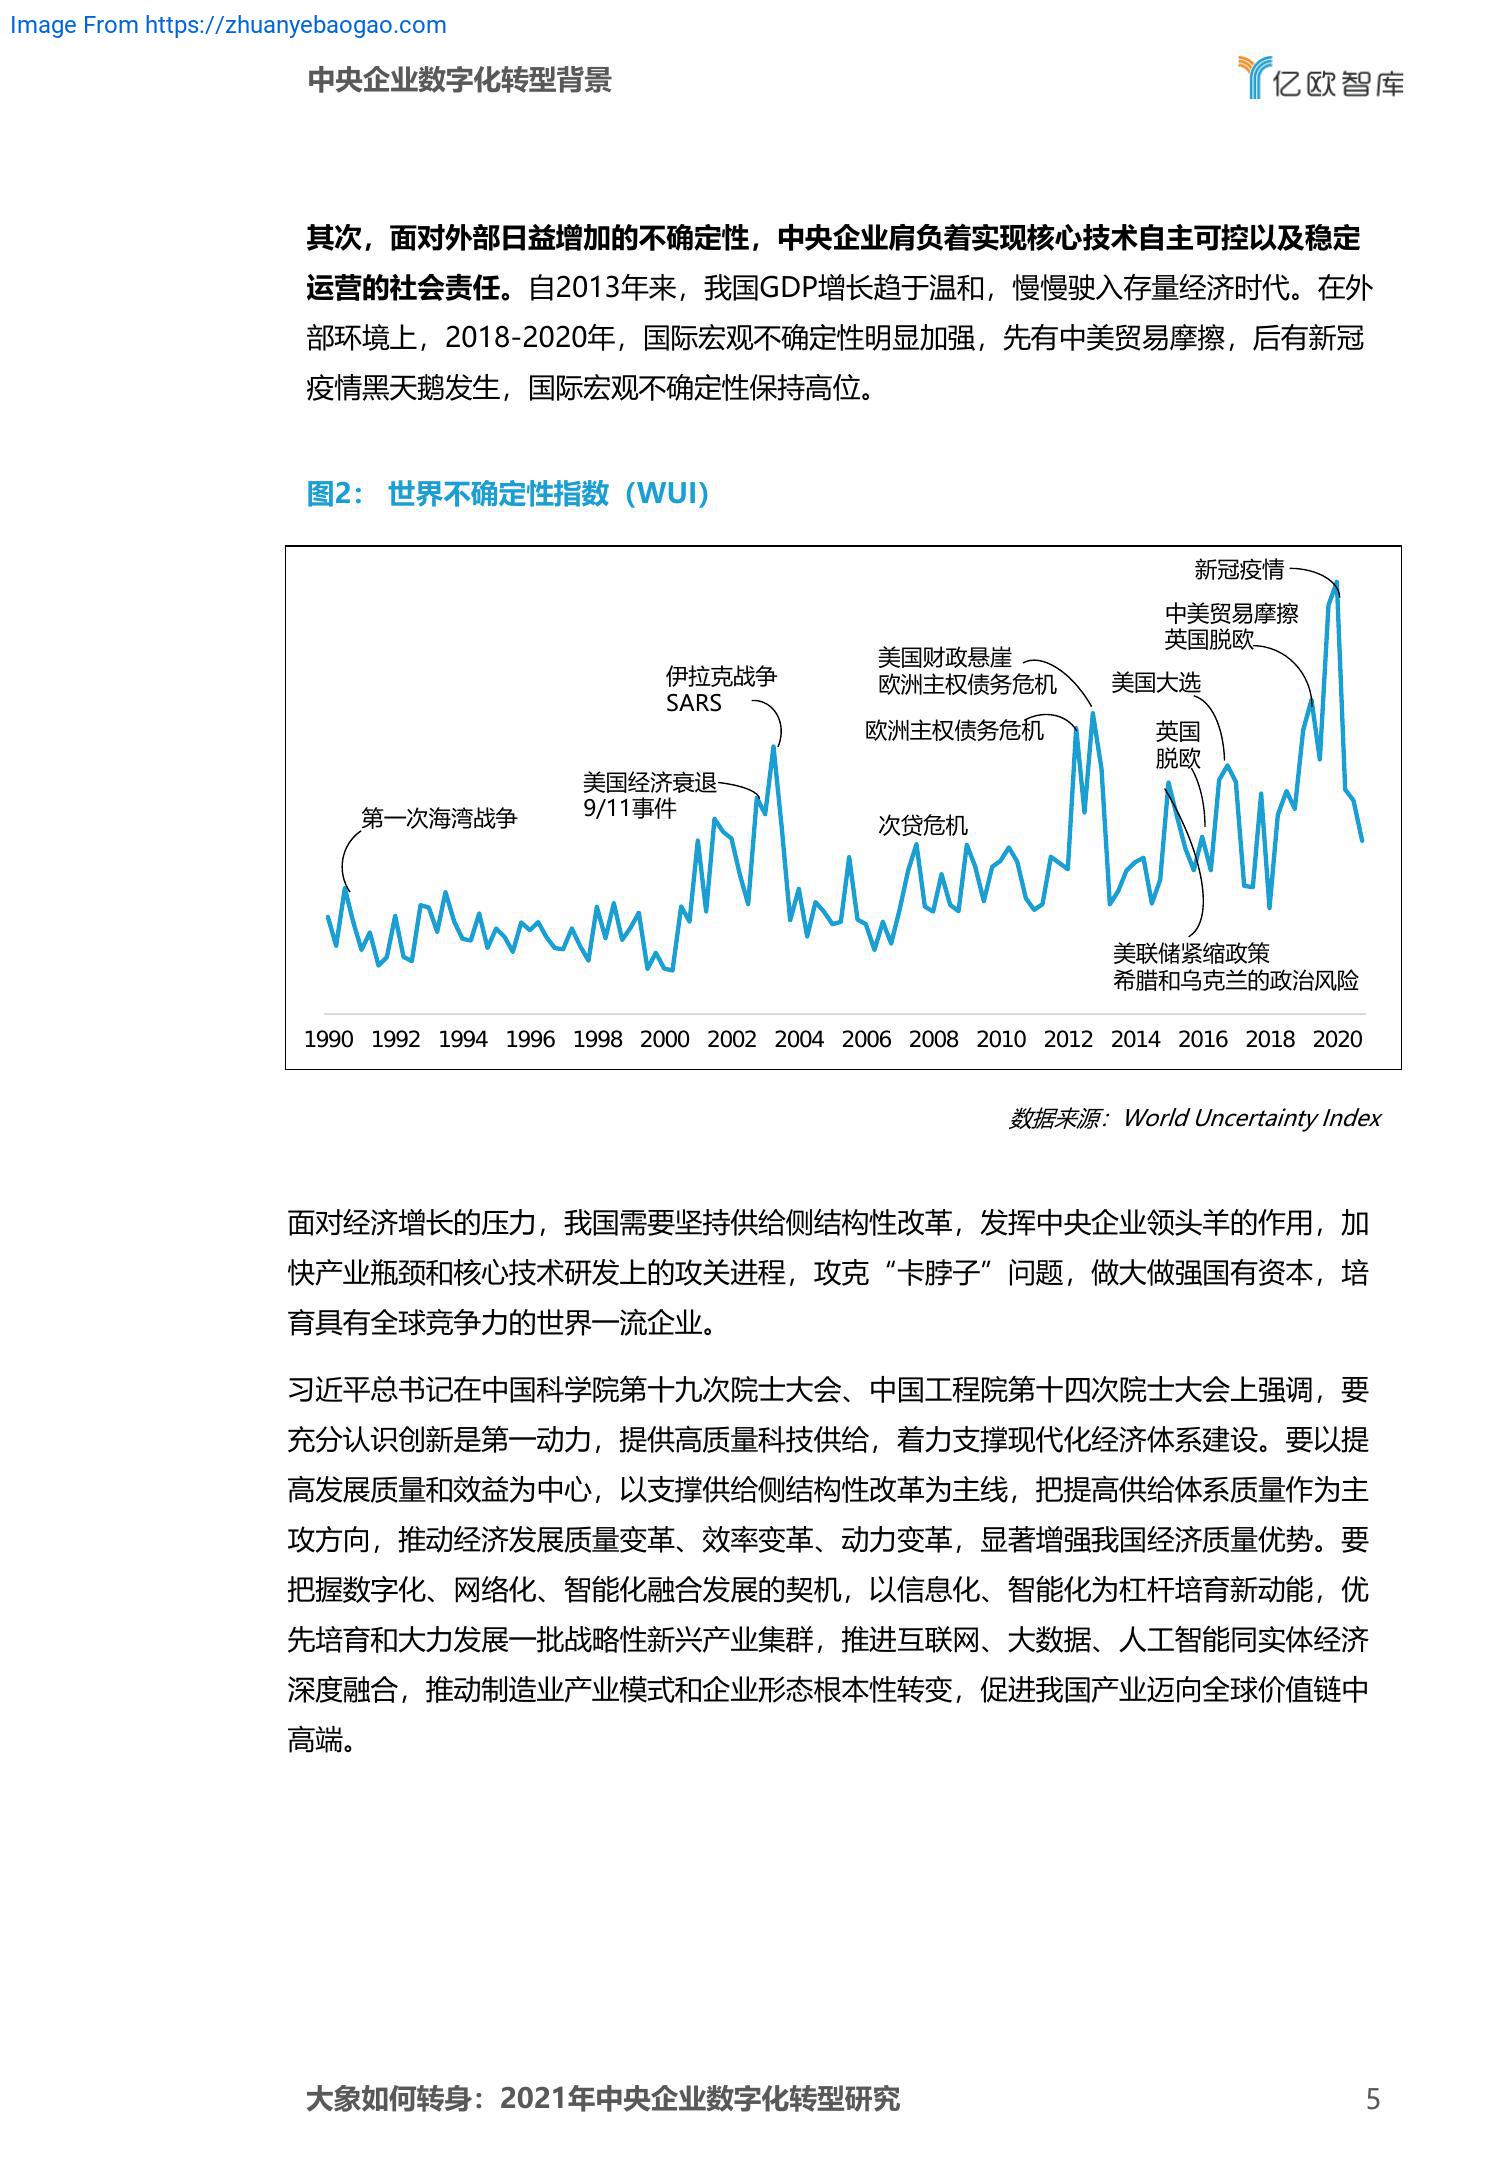 Image From https://zhuanyebaogao.com
中央企业数字化转型背景
亿欧智库
其次，面对外部日益增加的不确定性，中央企业肩负着实现核心技术自主可控以及稳定
运营的社会责任。自2013年来，我国GDP增长趋于温和，慢慢驶入存量经济时代。在外
部环境上，2018-2020年，国际宏观不确定性明显加强，先有中美贸易摩擦，后有新冠
疫情黑天鹅发生，国际宏观不确定性保持高位。
图2： 世界不确定性指数（WUI）
新冠疫情
中美贸易摩擦
英国脱欧
美国财政悬崖
欧洲主权债务危机
伊拉克战争
SARS
美国大选
欧洲主权债务危机
英国
脱欧
美国经济衰退
9/11事件
第一次海湾战争
次贷危机
美联储紧缩政策
希腊和乌克兰的政治风险
1990 1992 1994 1996 1998 2000 2002 2004 2006 2008 2010 2012 2014 2016 2018 2020
数据来源：World Uncertainty Index
面对经济增长的压力，我国需要坚持供给侧结构性改革，发挥中央企业领头羊的作用，加
快产业瓶颈和核心技术研发上的攻关进程，攻克“卡脖子”问题，做大做强国有资本，培
育具有全球竞争力的世界一流企业。
习近平总书记在中国科学院第十九次院士大会、中国工程院第十四次院士大会上强调，要
充分认识创新是第一动力，提供高质量科技供给，着力支撑现代化经济体系建设。要以提
高发展质量和效益为中心，以支撑供给侧结构性改革为主线，把提高供给体系质量作为主
攻方向，推动经济发展质量变革、效率变革、动力变革，显著增强我国经济质量优势。要
把握数字化、网络化、智能化融合发展的契机，以信息化、智能化为杠杆培育新动能，优
先培育和大力发展一批战略性新兴产业集群，推进互联网、大数据、人工智能同实体经济
深度融合，推动制造业产业模式和企业形态根本性转变，促进我国产业迈向全球价值链中
高端。
大象如何转身：2021年中央企业数字化转型研究
5